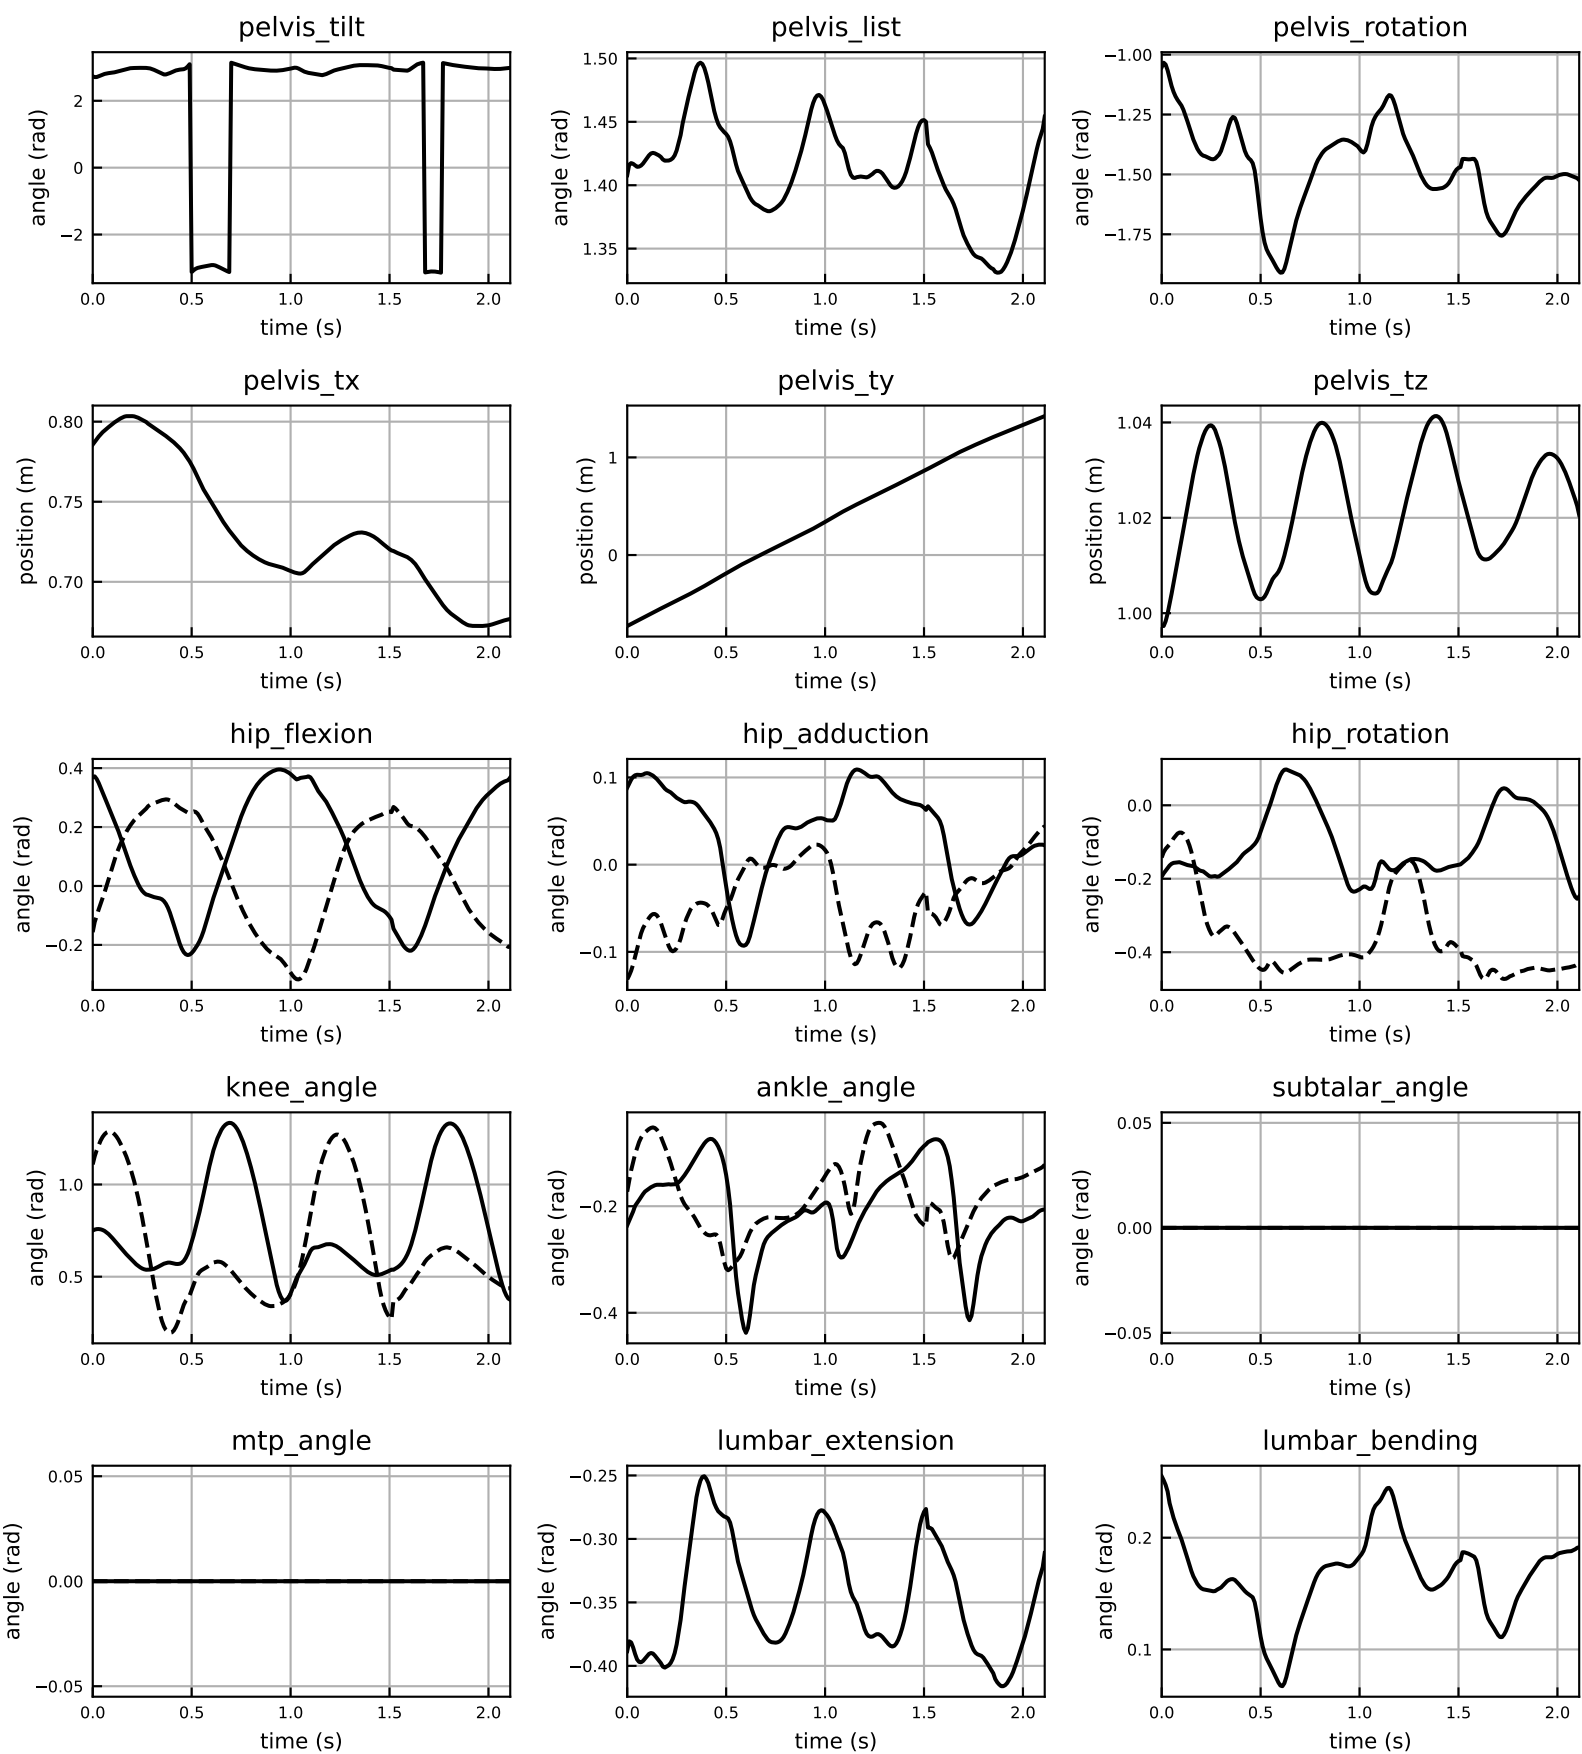 pelvis_tilt
angle (rad)
2
0
−2
0.0 0.5 1.0 1.5 2.0
time (s)
pelvis_list
angle (rad)
1.50
1.45
1.40
1.35
0.0 0.5 1.0 1.5 2.0
time (s)
pelvis_rotation
angle (rad)
−1.00
−1.25
−1.50
−1.75
0.0 0.5 1.0 1.5 2.0
time (s)
pelvis_tx
position (m)
0.80
0.75
0.70
0.0 0.5 1.0 1.5 2.0
time (s)
pelvis_ty
position (m)
1
0
0.0 0.5 1.0 1.5 2.0
time (s)
pelvis_tz
position (m)
1.04
1.02
1.00
0.0 0.5 1.0 1.5 2.0
time (s)
hip_flexion
angle (rad)
0.4
0.2
0.0
−0.2
0.0 0.5 1.0 1.5 2.0
time (s)
hip_adduction
angle (rad)
0.1
0.0
−0.1
0.0 0.5 1.0 1.5 2.0
time (s)
hip_rotation
angle (rad)
0.0
−0.2
−0.4
0.0 0.5 1.0 1.5 2.0
time (s)
knee_angle
angle (rad)
1.0
0.5
0.0 0.5 1.0 1.5 2.0
time (s)
ankle_angle
angle (rad)
−0.2
−0.4
0.0 0.5 1.0 1.5 2.0
time (s)
subtalar_angle
angle (rad)
0.05
0.00
−0.05
0.0 0.5 1.0 1.5 2.0
time (s)
mtp_angle
angle (rad)
0.05
0.00
−0.05
0.0 0.5 1.0 1.5 2.0
time (s)
lumbar_extension
angle (rad)
−0.25
−0.30
−0.35
−0.40
0.0 0.5 1.0 1.5 2.0
time (s)
lumbar_bending
angle (rad)
0.2
0.1
0.0 0.5 1.0 1.5 2.0
time (s)